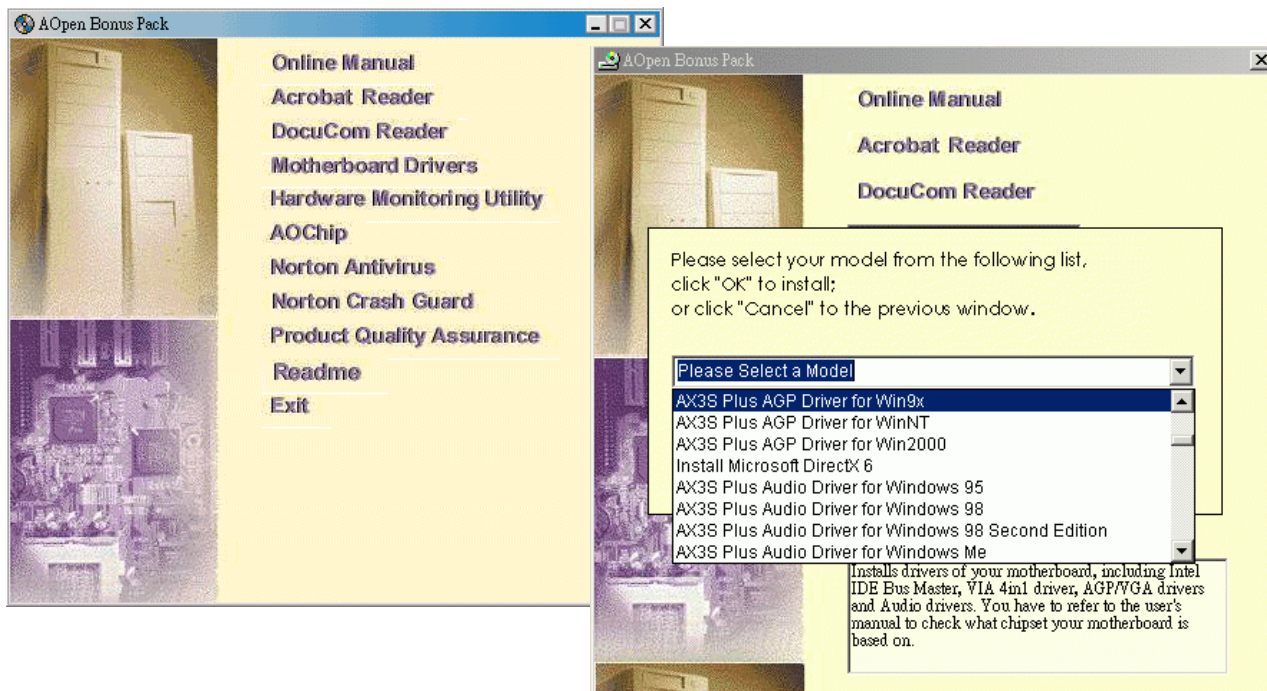 AOpen Bonus Pack
Online Manual
Acrobat Reader
DocuCom Reader
Motherboard Drivers
Hardware Monitoring Utility
AOChip
Norton Antivirus
Norton Crash Guard
Product Quality Assurance
Readme
Exit
AOpen Bonus Pack
Online Manual
Acrobat Reader
DocuCom Reader
Please select your model from the following list,
click "OK" to install;
or click "Cancel" to the previous window.
Please Select a Model
AX3S Plus AGP Driver for Win9x
AX3S Plus AGP Driver for WinNT
AX3S Plus AGP Driver for Win2000
Install Microsoft DirectX 6
AX3S Plus Audio Driver for Windows 95
AX3S Plus Audio Driver for Windows 98
AX3S Plus Audio Driver for Windows 98 Second Edition
AX3S Plus Audio Driver for Windows Me
Installs drivers of your motherboard, including Intel
IDE Bus Master, VIA 4in1 driver, AGP/VGA drivers
and Audio drivers. You have to refer to the user's
manual to check what chipset your motherboard is
based on.